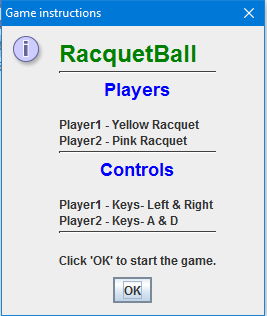 Game instructions
RacquetBall
Players
Player1 - Yellow Racquet
Player2 - Pink Racquet
Controls
Player1 - Keys- Left & Right
Player2 - Keys- A & D
Click 'OK' to start the game.
OK